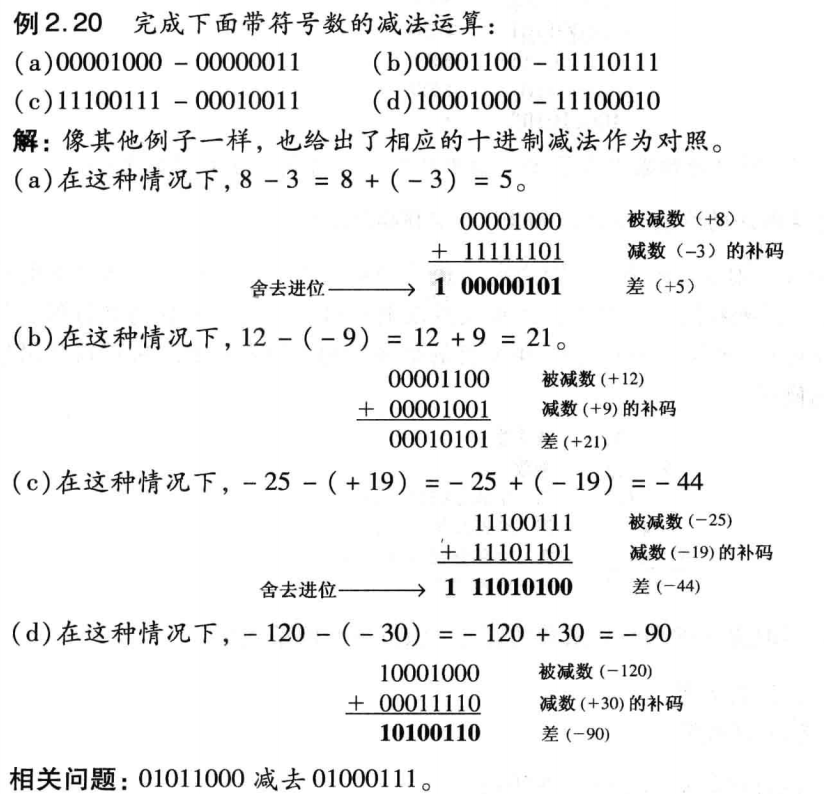 例2.20 完成下面带符号数的减法运算:
(a)00001000 - 00000011 (b)00001100 - 11110111
(c)11100111 - 00010011 (d)10001000 - 11100010
解: 像其他例子一样, 也给出了相应的十进制减法作为对照。
(a)在这种情况下, 8 - 3 = 8 + ( - 3) = 5。
00001000 被减数 (+8)
+ 11111101 减数 (-3) 的补码
舍去进位 → 1 00000101 差 (+5)
(b)在这种情况下, 12 - ( - 9) = 12 + 9 = 21。
00001100 被减数 (+12)
+ 00001001 减数 (+9) 的补码
00010101 差 (+21)
(c)在这种情况下, - 25 - ( + 19) = - 25 + ( - 19) = - 44
11100111 被减数 (-25)
+ 11101101 减数 (-19) 的补码
舍去进位 → 1 11010100 差 (-44)
(d)在这种情况下, - 120 - ( - 30) = - 120 + 30 = - 90
10001000 被减数 (-120)
+ 00011110 减数 (+30) 的补码
10100110 差 (-90)
相关问题: 01011000 减去 01000111。